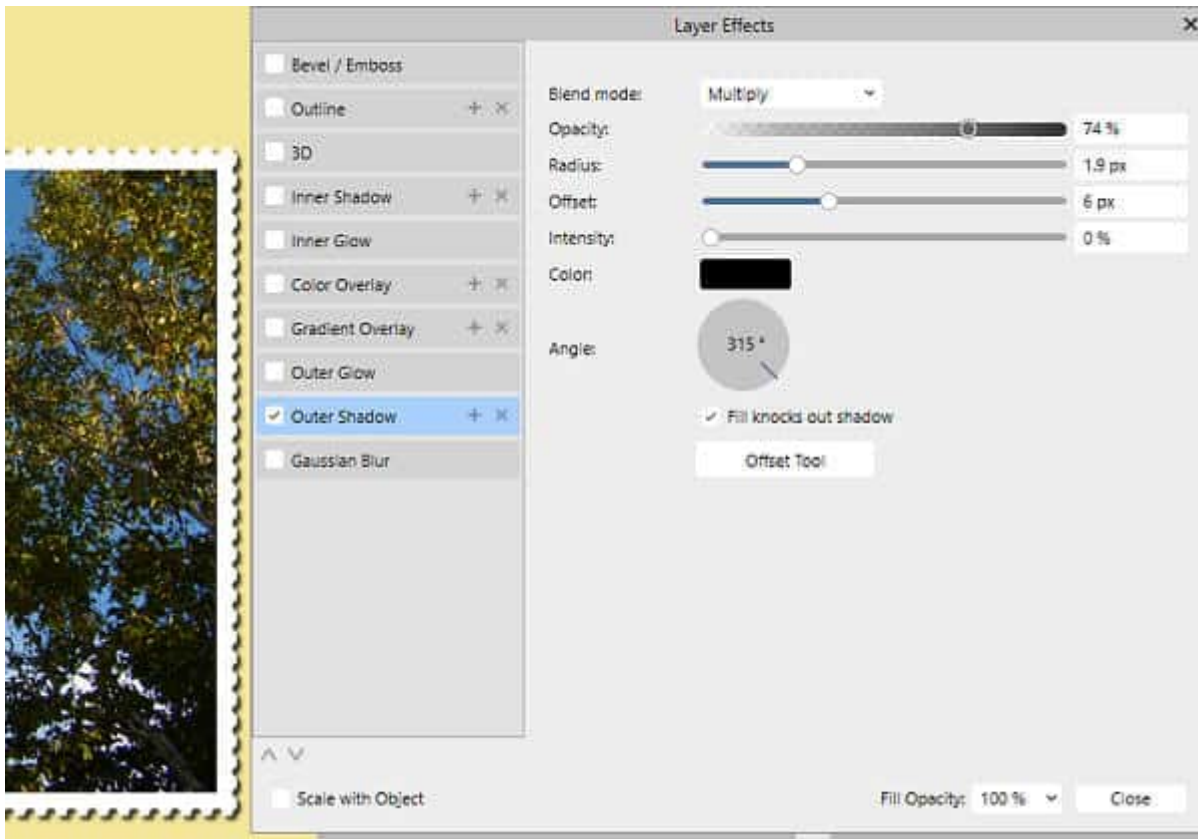 Layer Effects
Bevel / Emboss
Outline
3D
Inner Shadow
Inner Glow
Color Overlay
Gradient Overlay
Outer Glow
Outer Shadow
Gaussian Blur
Scale with Object
Blend mode: Multiply
Opacity: 74 %
Radius: 1.9 px
Offset: 6 px
Intensity: 0 %
Color:
Angle: 315 °
Fill knocks out shadow
Offset Tool
Fill Opacity: 100 %
Close